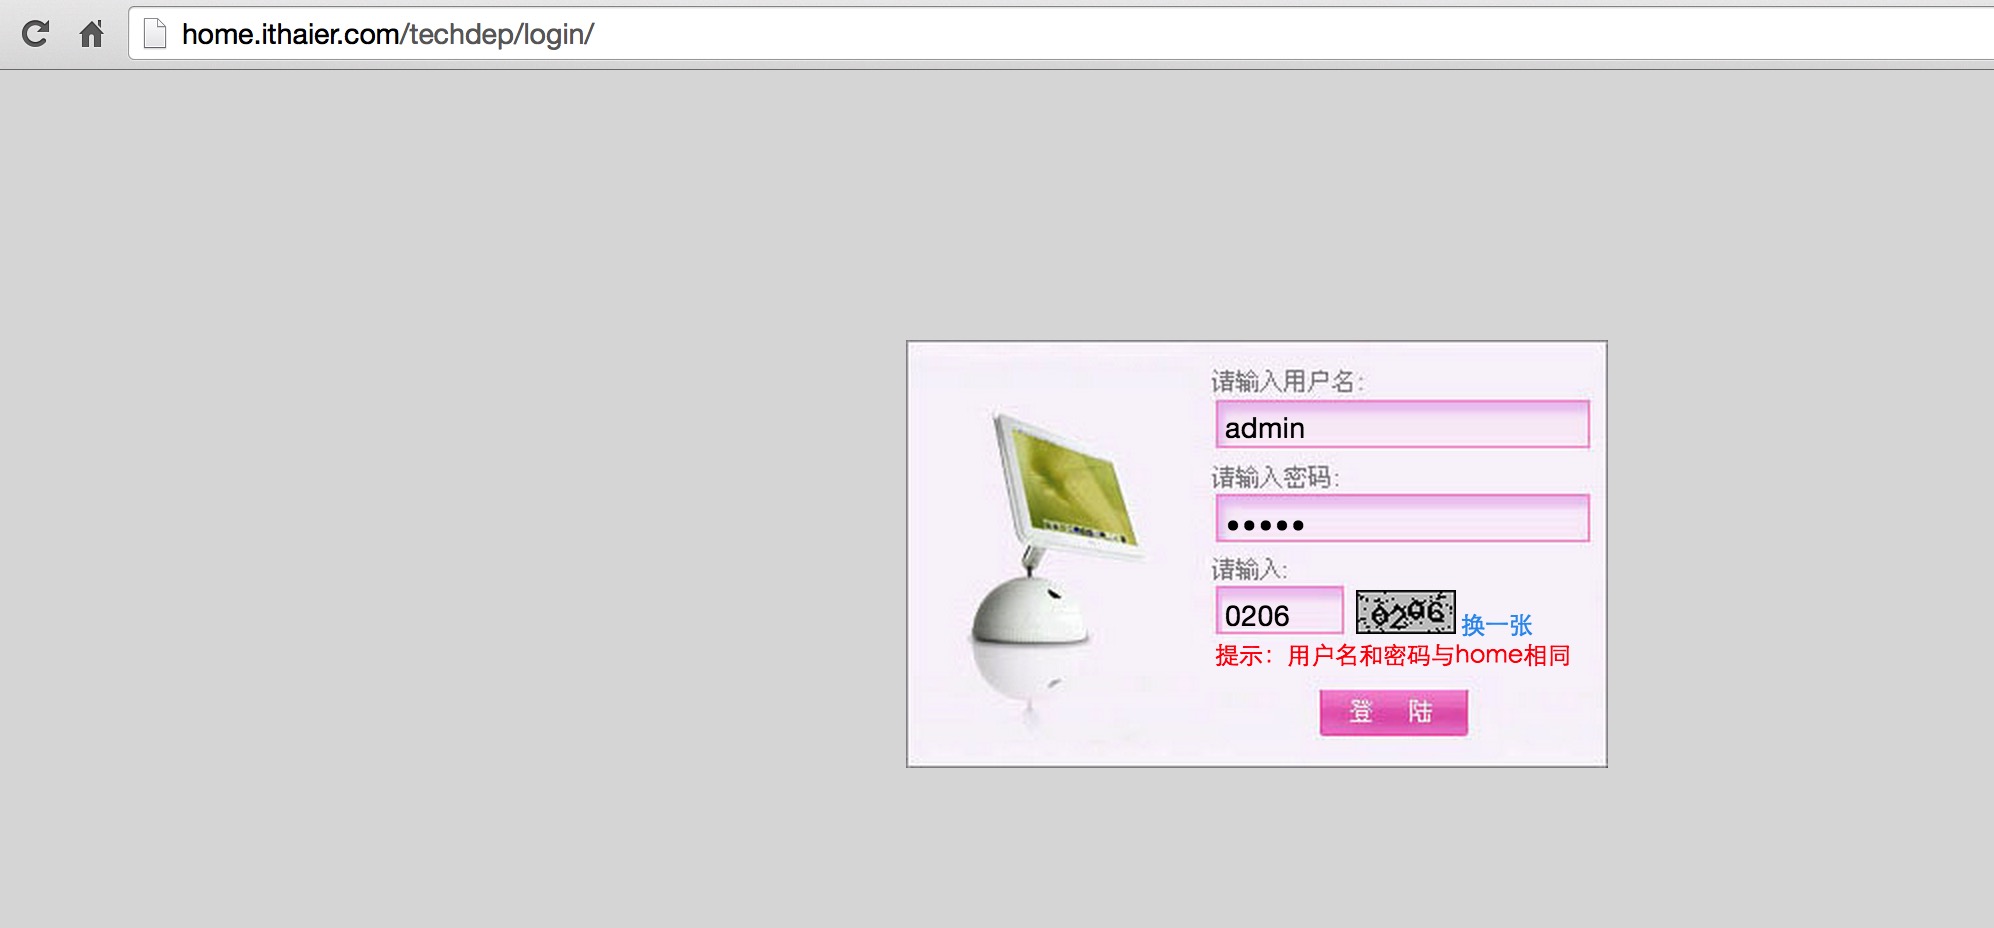 home.ithaier.com/techdep/login/
请输入用户名:
admin
请输入密码:
•••••
请输入:
0206 0296 换一张
提示：用户名和密码与home相同
登 陆